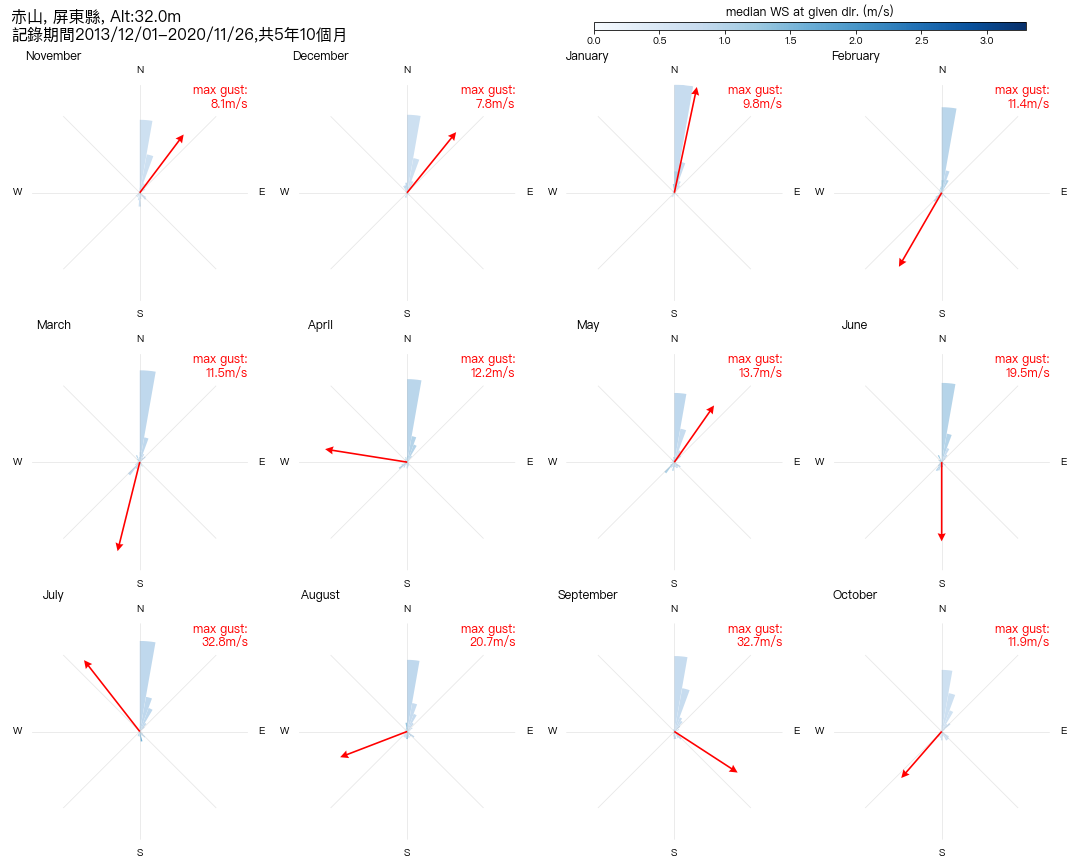 赤山, 屏東縣, Alt:32.0m
記錄期間2013/12/01–2020/11/26,共5年10個月
median WS at given dir. (m/s)
0.0 0.5 1.0 1.5 2.0 2.5 3.0
November
N
max gust:
8.1m/s
W
E
S
December
N
max gust:
7.8m/s
W
E
S
January
N
max gust:
9.8m/s
W
E
S
February
N
max gust:
11.4m/s
W
E
S
March
N
max gust:
11.5m/s
W
E
S
April
N
max gust:
12.2m/s
W
E
S
May
N
max gust:
13.7m/s
W
E
S
June
N
max gust:
19.5m/s
W
E
S
July
N
max gust:
32.8m/s
W
E
S
August
N
max gust:
20.7m/s
W
E
S
September
N
max gust:
32.7m/s
W
E
S
October
N
max gust:
11.9m/s
W
E
S